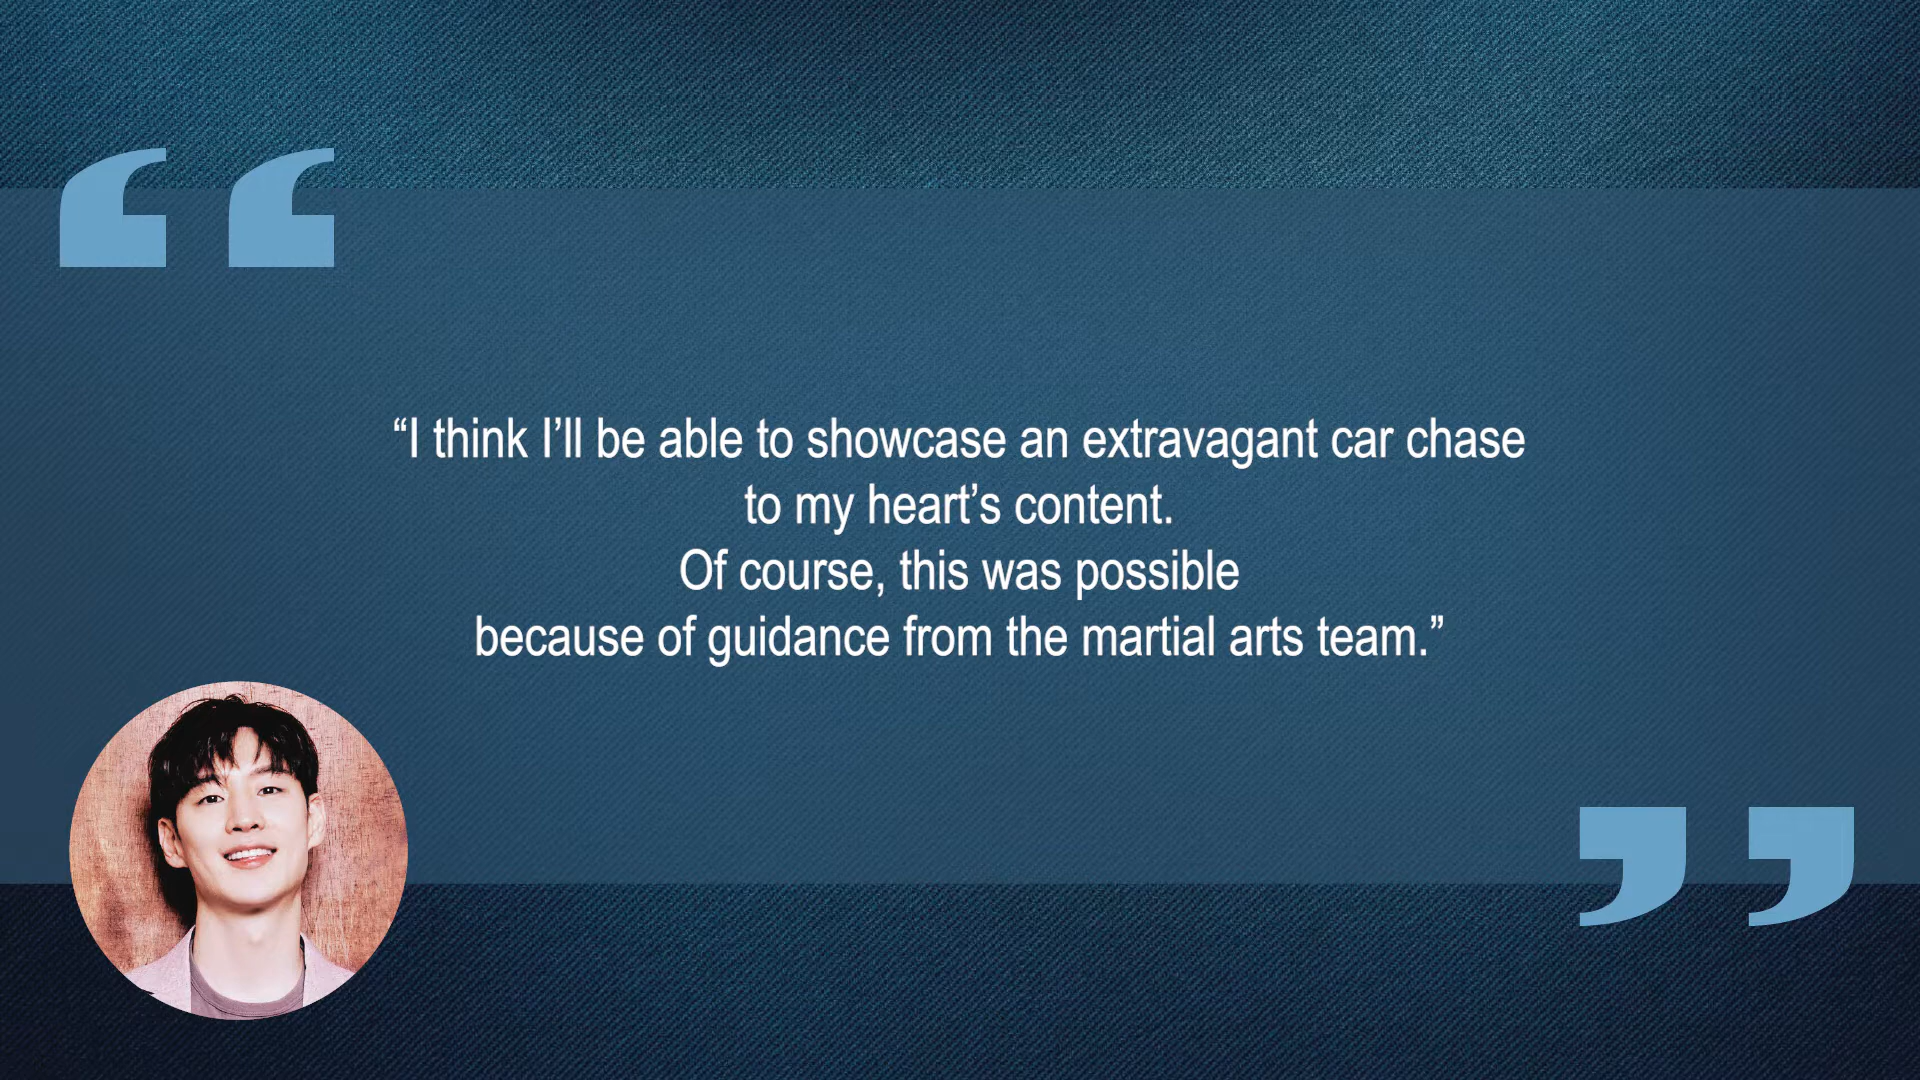 “I think I’ll be able to showcase an extravagant car chase
to my heart’s content.
Of course, this was possible
because of guidance from the martial arts team.”